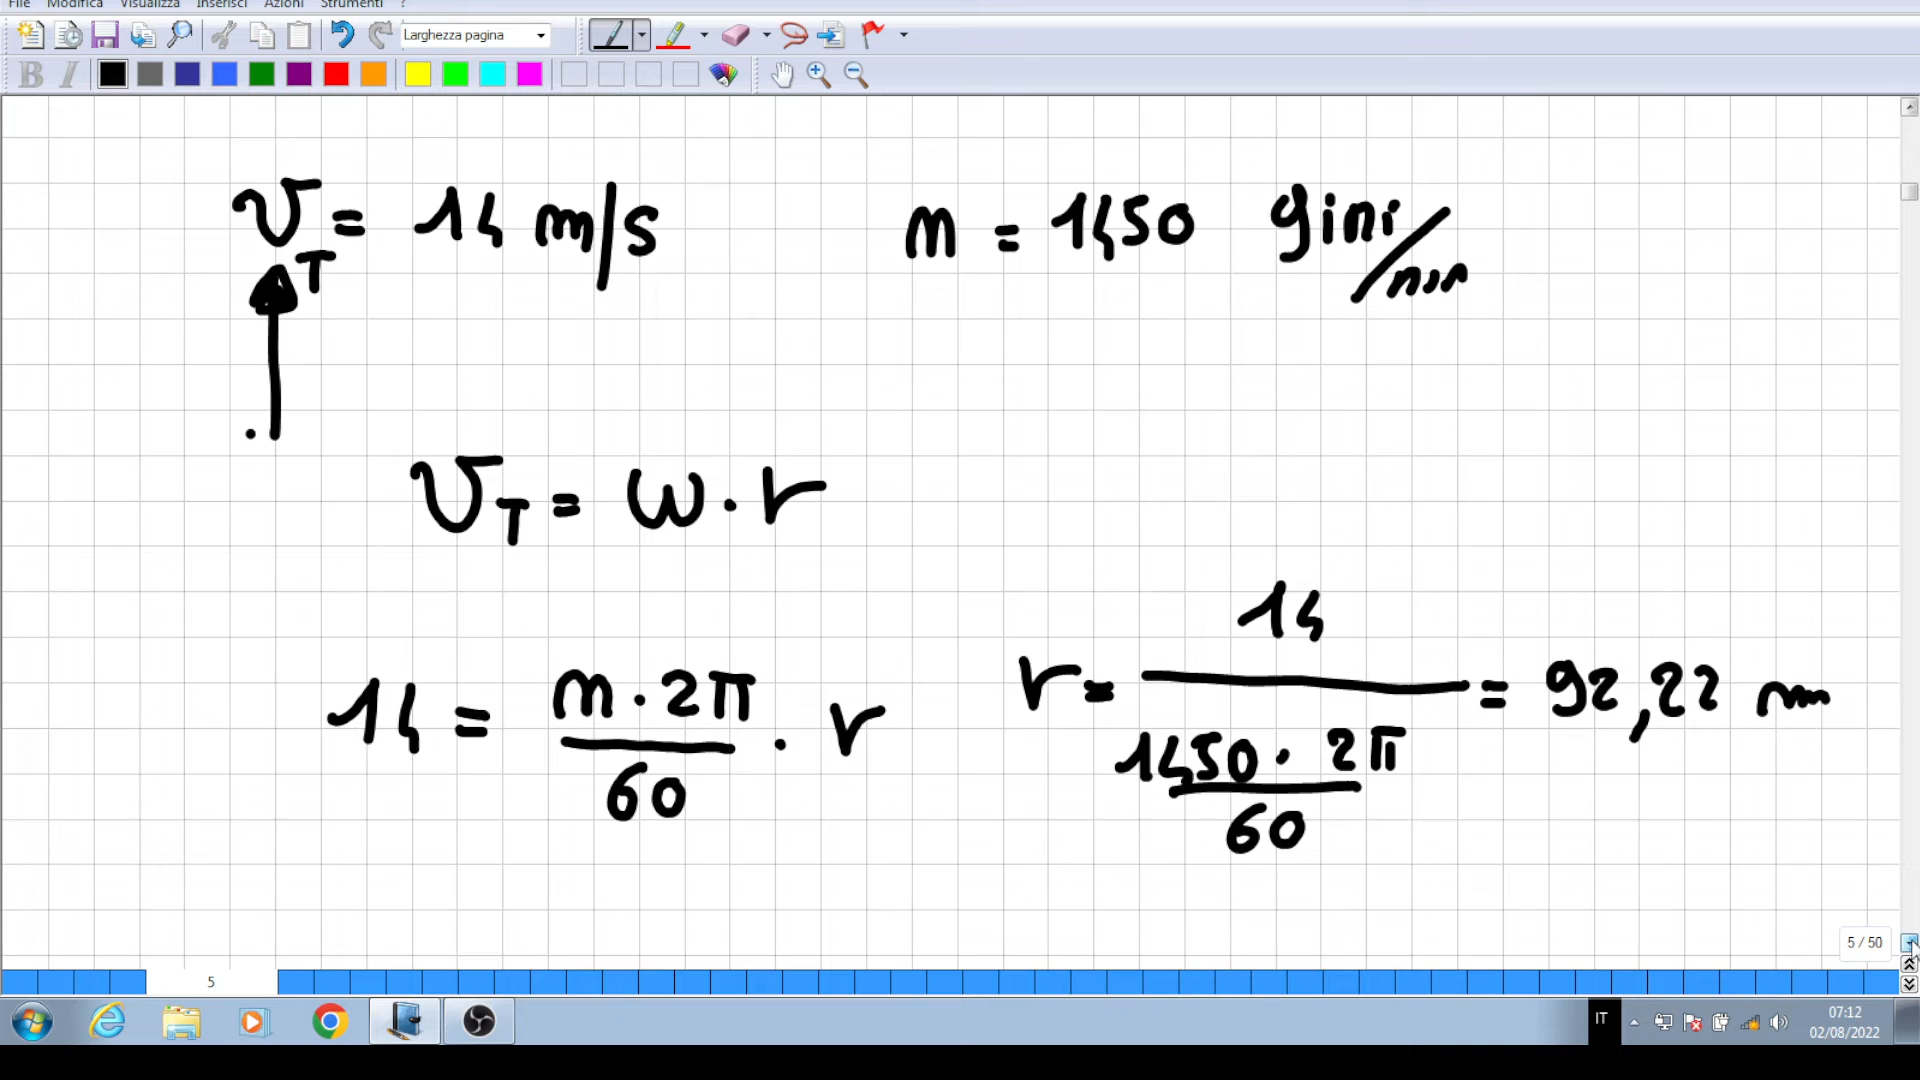 File Modifica Visualizza Inserisci Azioni Strumenti ?
Larghezza pagina
B I
v_T = 14 m/s
n = 1450 giri/min
v_T = ω · r
14 = n · 2π / 60 · r
r = 14 / (1450 · 2π / 60) = 92,22 mm
5 / 50
5
IT
07:12
02/08/2022